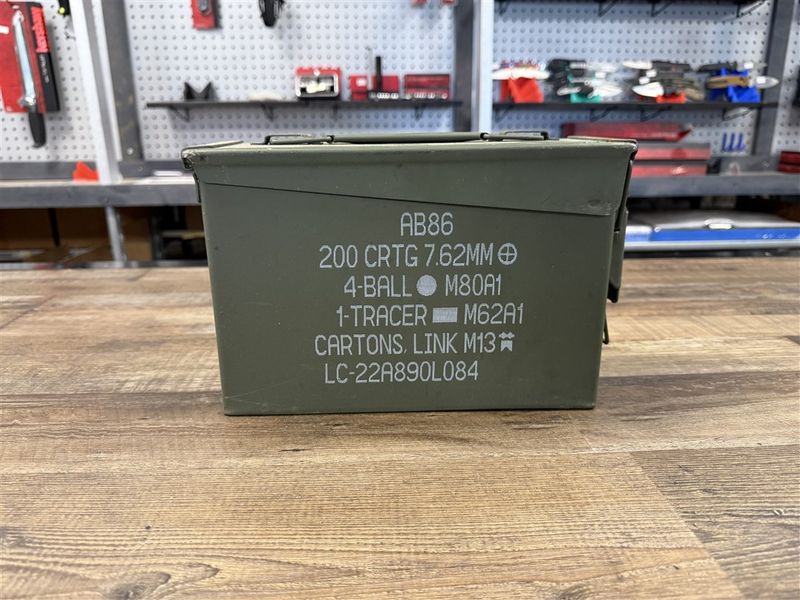 AB86
200 CRTG 7.62MM
4-BALL M80A1
1-TRACER M62A1
CARTONS, LINK M13
LC-22A890L084